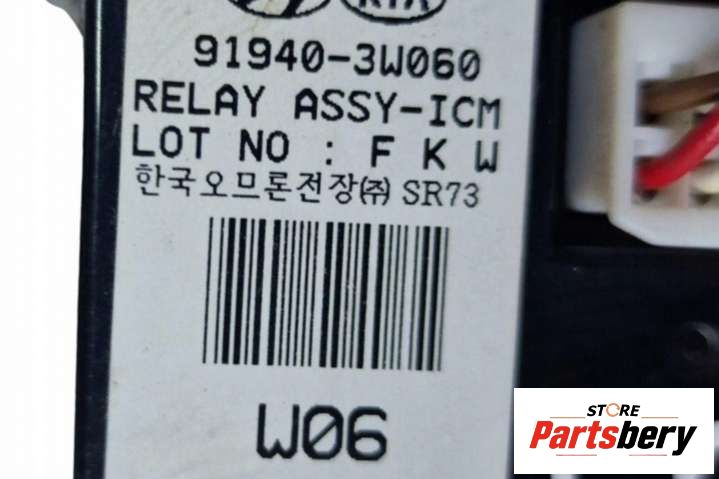 KIA
91940-3W060
RELAY ASSY-ICM
LOT NO : F K W
한국오므론전장㈜ SR73
W06
STORE
Partsbery